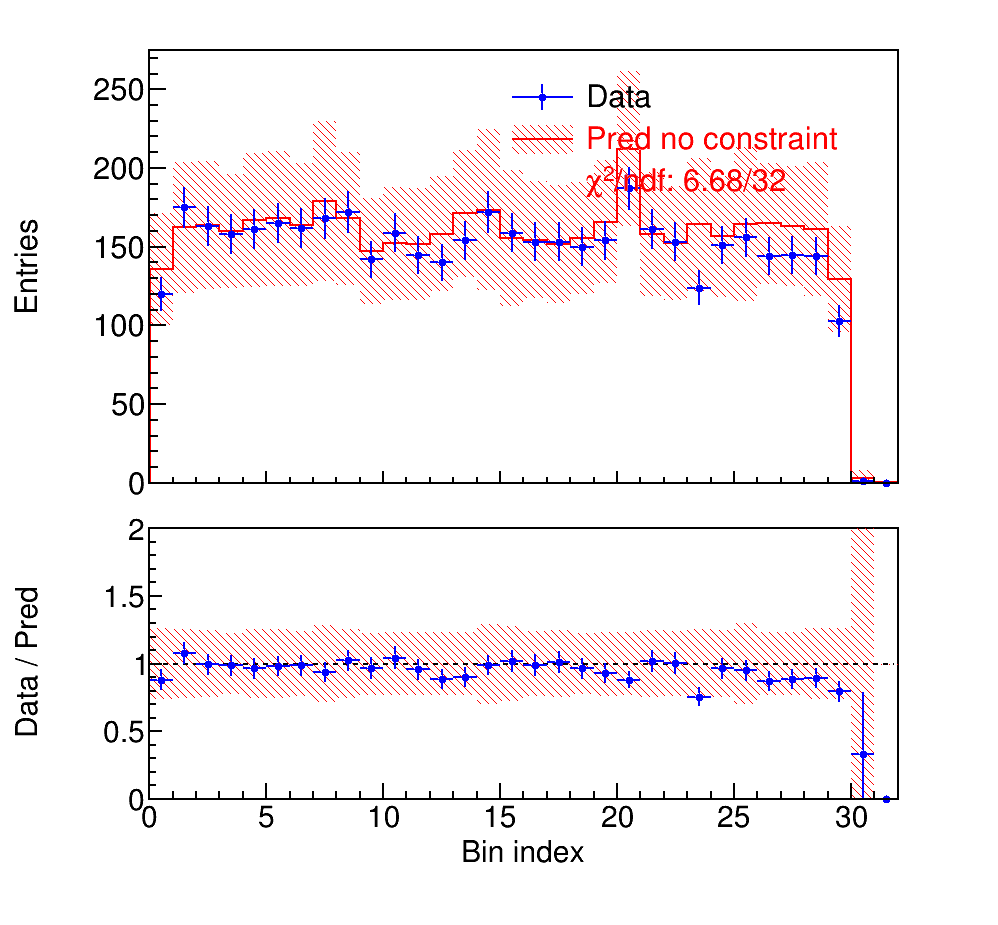 Entries
250
200
150
100
50
0
Data
Pred no constraint
χ²/ndf: 6.68/32
Data / Pred
2
1.5
1
0.5
0
0 5 10 15 20 25 30
Bin index